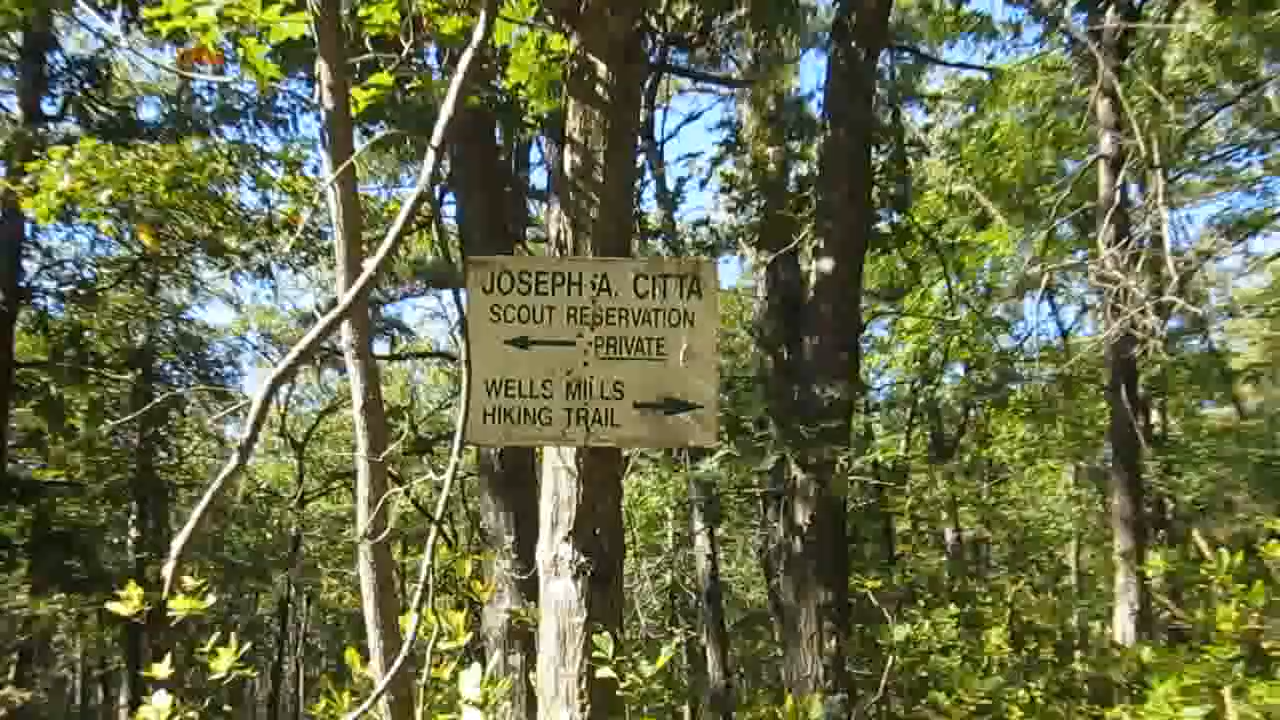 JOSEPH A. CITTA
SCOUT RESERVATION
PRIVATE
WELLS MILLS
HIKING TRAIL